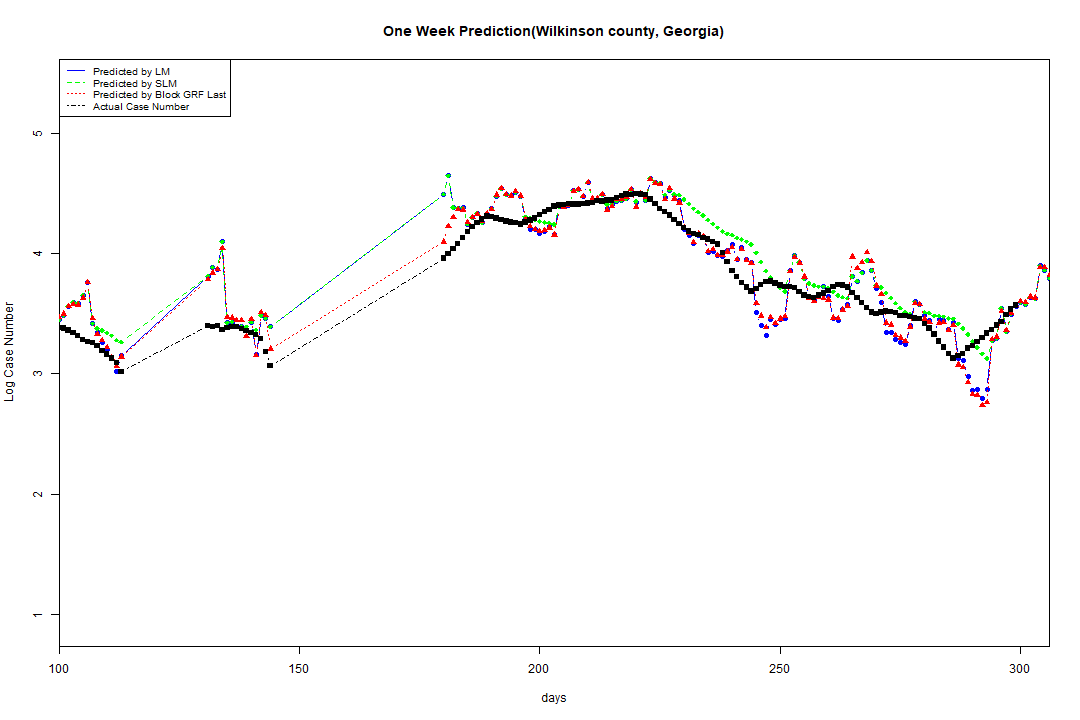 One Week Prediction(Wilkinson county, Georgia)
Predicted by LM
Predicted by SLM
Predicted by Block GRF Last
Actual Case Number
5
4
3
2
1
Log Case Number
100 150 200 250 300
days